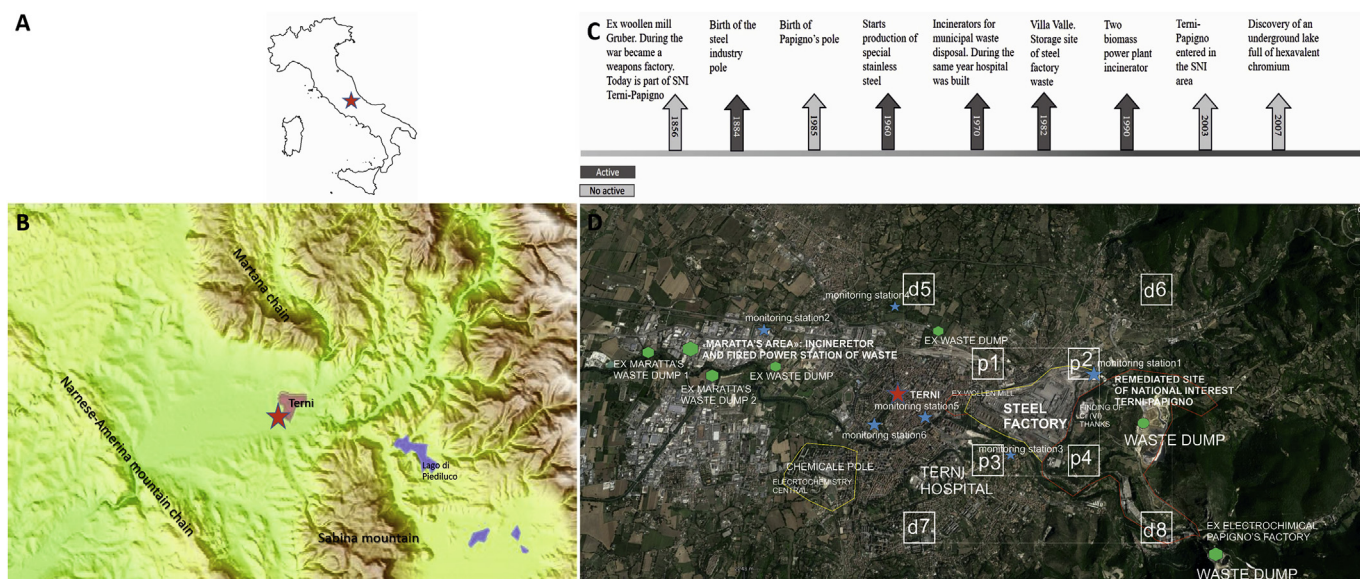 A
C
Ex woollen mill
Gruber. During the
war became a
weapons factory.
Today is part of SNI
Terni-Papigno
Birth of the
steel
industry
pole
Birth of
Papigno's pole
Starts
production of
special
stainless
steel
Incinerators for
municipal waste
disposal. During the
same year hospital
was built
Villa Valle.
Storage site
of steel
factory
waste
Two
biomass
power plant
incinerator
Terni-
Papigno
entered in
the SNI
area
Discovery of an
underground lake
full of hexavalent
chromium
1856
1884
1985
1960
1970
1982
1990
2003
2007
Active
No active
B
Martana chain
Narnese-Amerina mountain chain
Terni
Lago di
Piediluco
Sabina mountain
D
d5
d6
monitoring station4
monitoring station2
EX WASTE DUMP
«MARATTA'S AREA»: INCINERETOR
AND FIRED POWER STATION OF WASTE
EX MARATTA'S
WASTE DUMP 1
EX WASTE DUMP
EX MARATTA'S
WASTE DUMP 2
p1
p2
monitoring station1
REMEDIATED SITE
OF NATIONAL INTEREST
TERNI-PAPIGNO
TERNI
EX WOLLEN MILL
monitoring station5
STEEL
FACTORY
FINDING OF
Cr (VI)
THANKS
WASTE DUMP
monitoring station6
monitoring station3
p3
p4
CHEMICALE POLE
ELECRTOCHEMISTRY
CENTRAL
TERNI
HOSPITAL
d7
d8
EX ELECTROCHIMICAL
PAPIGNO'S FACTORY
WASTE DUMP